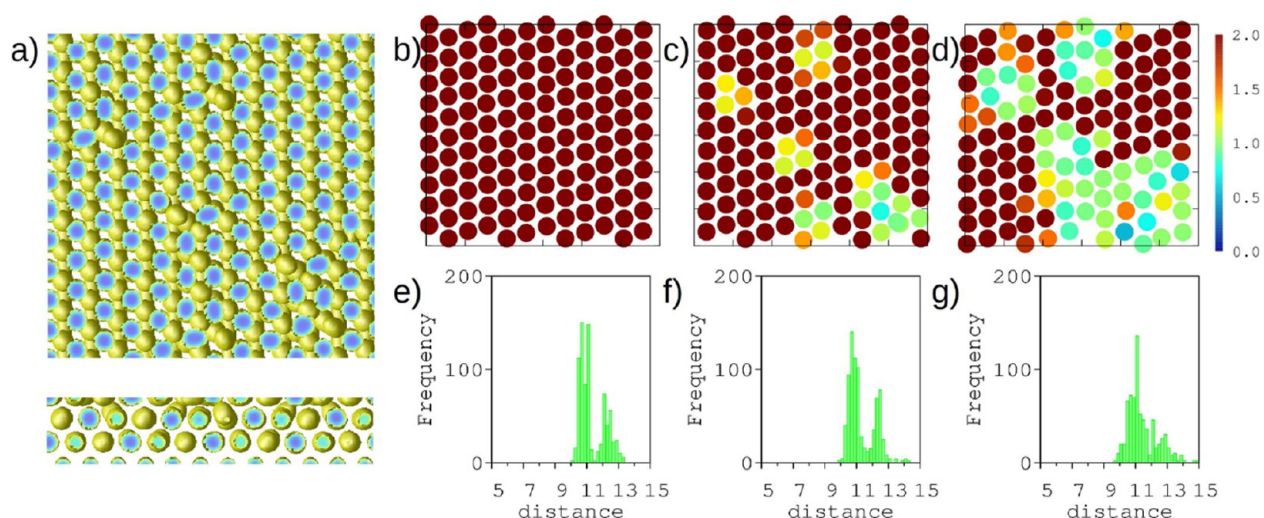 a)
b)
c)
d)
2.0
1.5
1.0
0.5
0.0
e)
f)
g)
200
100
0
Frequency
5 7 9 11 13 15
distance
200
100
0
Frequency
5 7 9 11 13 15
distance
200
100
0
Frequency
5 7 9 11 13 15
distance